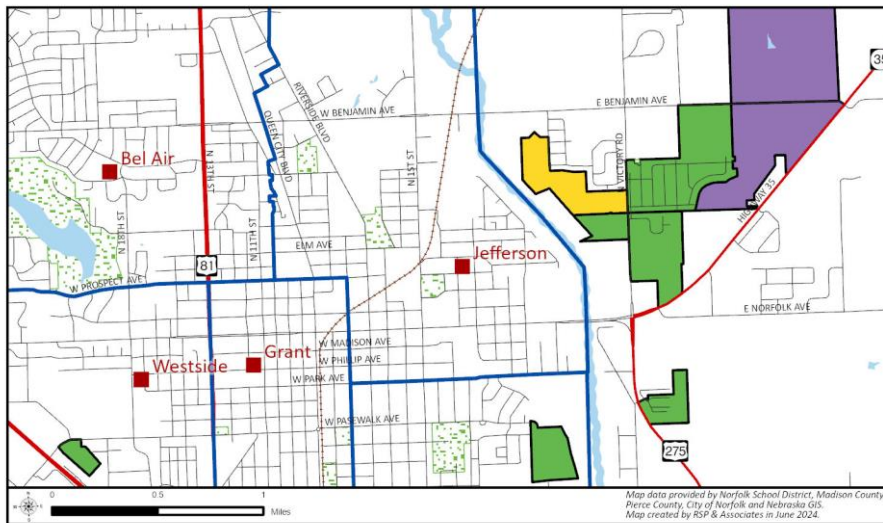 35
W BENJAMIN AVE
E BENJAMIN AVE
RIVERSIDE BLVD
QUEEN CITY BLVD
N 13TH ST
N 1ST ST
N VICTORY RD
Bel Air
HIGHWAY 35
N 18TH ST
N 11TH ST
ELM AVE
Jefferson
81
W PROSPECT AVE
E NORFOLK AVE
W MADISON AVE
Grant
W PHILLIP AVE
Westside
W PARK AVE
W PASEWALK AVE
275
0 0.5 1
Miles
Map data provided by Norfolk School District, Madison County
Pierce County, City of Norfolk and Nebraska GIS.
Map created by RSP & Associates in June 2024.